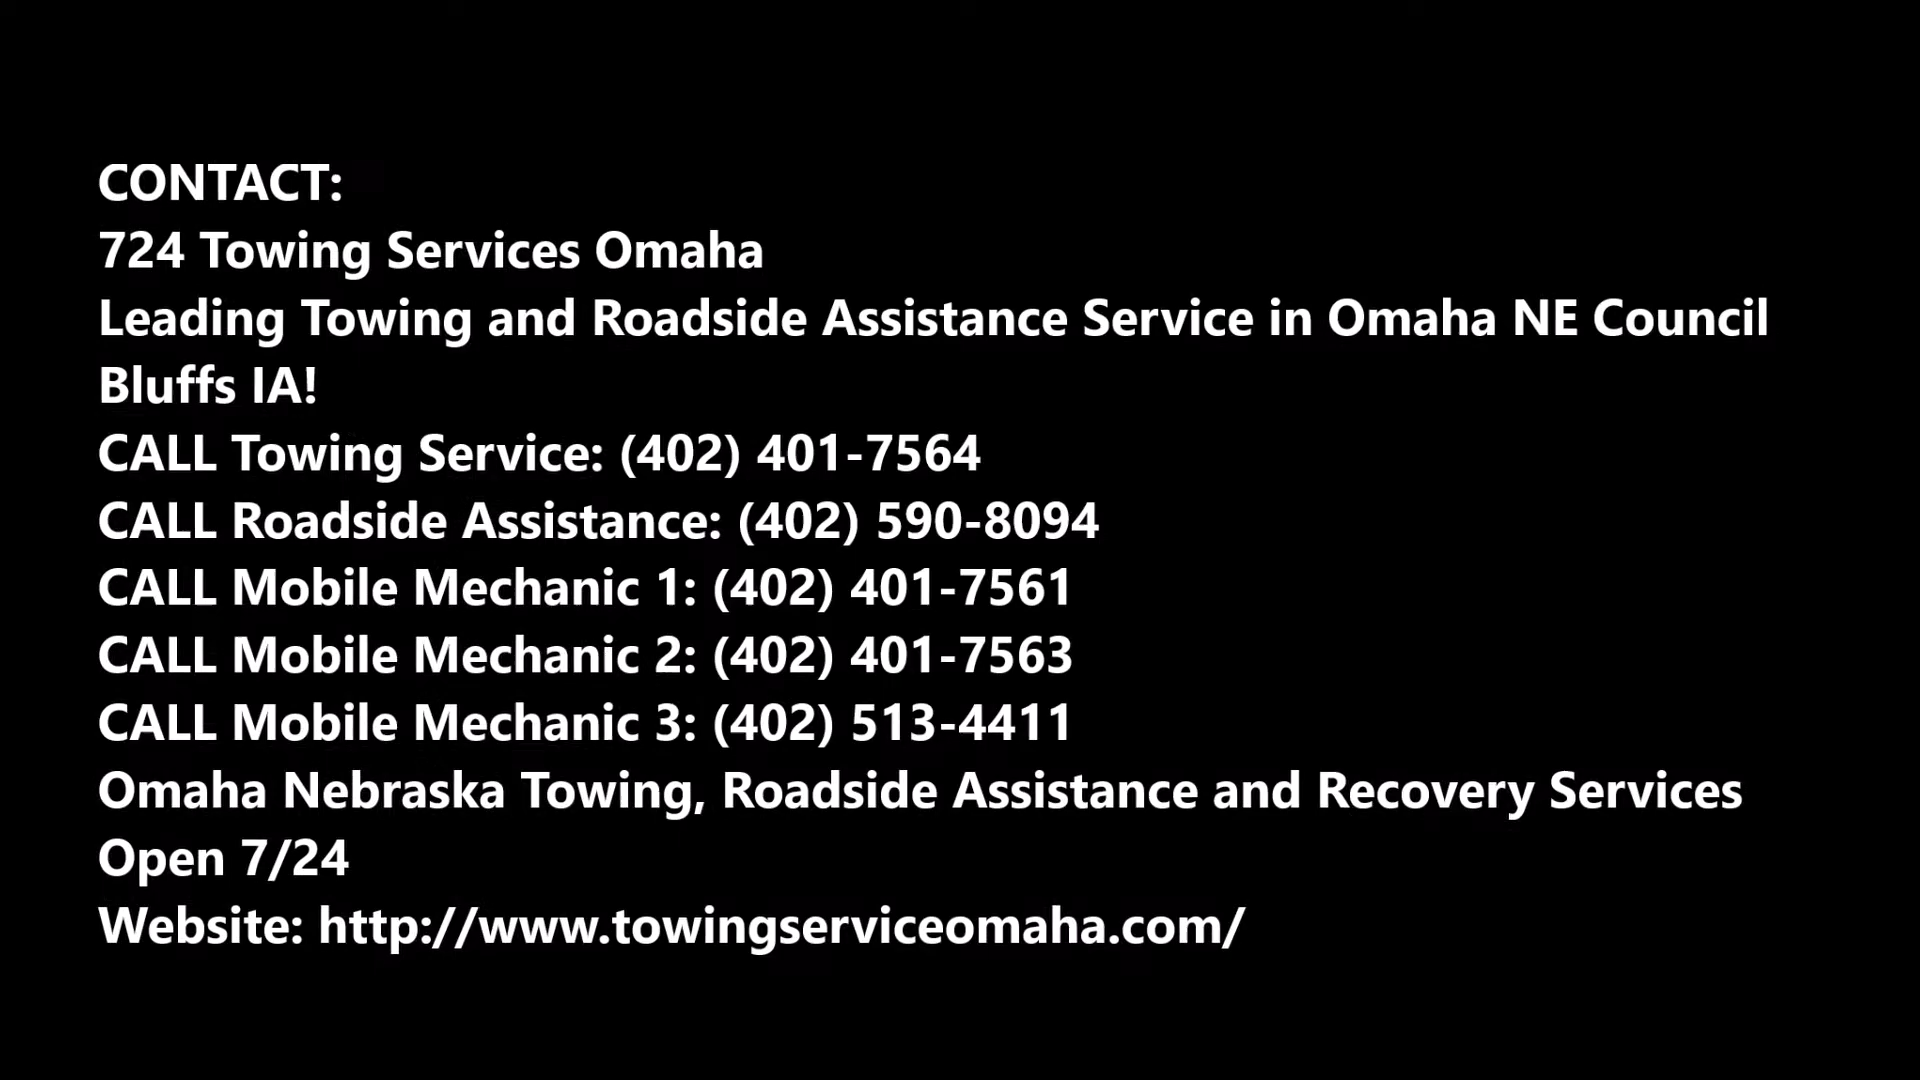 CONTACT:
724 Towing Services Omaha
Leading Towing and Roadside Assistance Service in Omaha NE Council
Bluffs IA!
CALL Towing Service: (402) 401-7564
CALL Roadside Assistance: (402) 590-8094
CALL Mobile Mechanic 1: (402) 401-7561
CALL Mobile Mechanic 2: (402) 401-7563
CALL Mobile Mechanic 3: (402) 513-4411
Omaha Nebraska Towing, Roadside Assistance and Recovery Services
Open 7/24
Website: http://www.towingserviceomaha.com/